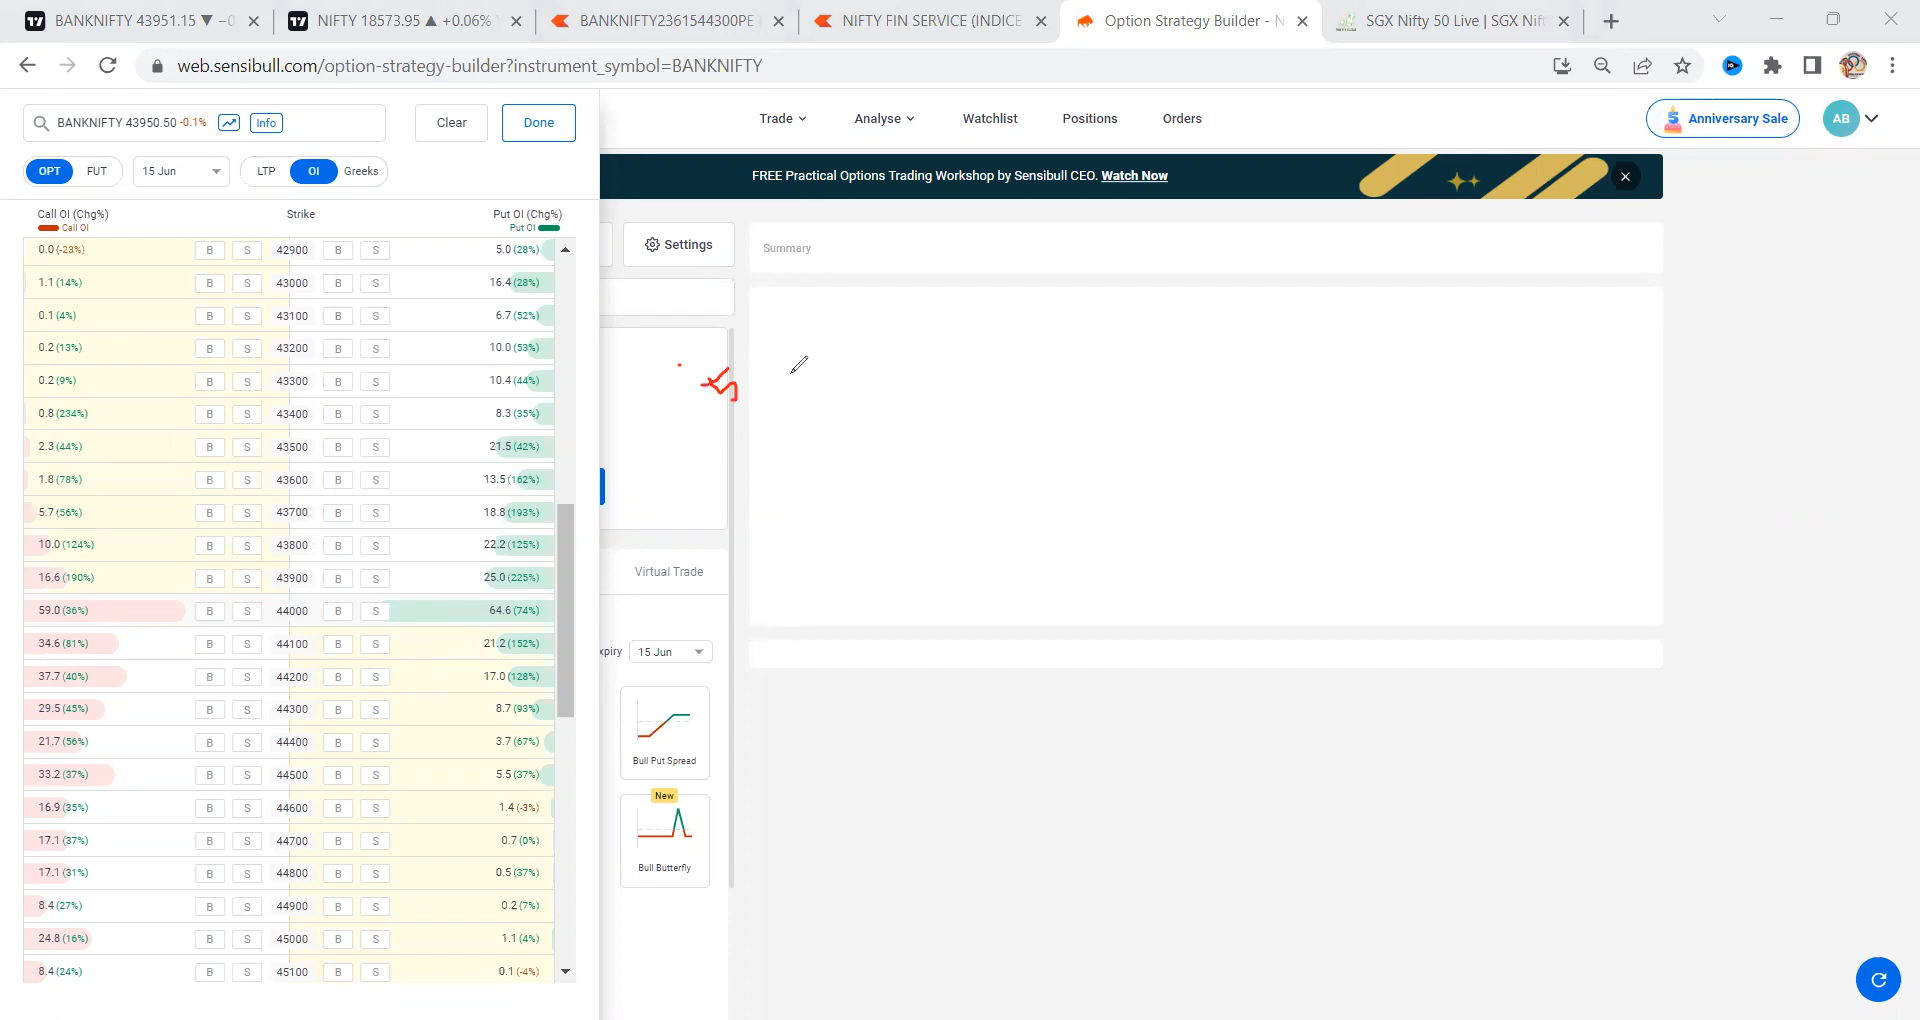 BANKNIFTY 43951.15 ▼ −0
NIFTY 18573.95 ▲ +0.06%
BANKNIFTY2361544300PE
NIFTY FIN SERVICE (INDICE
Option Strategy Builder - N
SGX Nifty 50 Live | SGX Nift
web.sensibull.com/option-strategy-builder?instrument_symbol=BANKNIFTY
BANKNIFTY 43950.50 -0.1% Info Clear Done
Trade Analyse Watchlist Positions Orders 5 Anniversary Sale AB
OPT FUT 15 Jun LTP OI Greeks
FREE Practical Options Trading Workshop by Sensibull CEO. Watch Now
Call OI (Chg%) Strike Put OI (Chg%)
Call OI Put OI
Settings Summary
0.0 (-23%) B S 42900 B S 5.0 (28%)
1.1 (14%) B S 43000 B S 16.4 (28%)
0.1 (4%) B S 43100 B S 6.7 (52%)
0.2 (13%) B S 43200 B S 10.0 (53%)
0.2 (9%) B S 43300 B S 10.4 (44%)
0.8 (234%) B S 43400 B S 8.3 (35%)
2.3 (44%) B S 43500 B S 21.5 (42%)
1.8 (78%) B S 43600 B S 13.5 (162%)
5.7 (56%) B S 43700 B S 18.8 (193%)
10.0 (124%) B S 43800 B S 22.2 (125%)
16.6 (190%) B S 43900 B S 25.0 (225%)
59.0 (36%) B S 44000 B S 64.6 (74%)
34.6 (81%) B S 44100 B S 21.2 (152%)
37.7 (40%) B S 44200 B S 17.0 (128%)
29.5 (45%) B S 44300 B S 8.7 (93%)
21.7 (56%) B S 44400 B S 3.7 (67%)
33.2 (37%) B S 44500 B S 5.5 (37%)
16.9 (35%) B S 44600 B S 1.4 (-3%)
17.1 (37%) B S 44700 B S 0.7 (0%)
17.1 (31%) B S 44800 B S 0.5 (37%)
8.4 (27%) B S 44900 B S 0.2 (7%)
24.8 (16%) B S 45000 B S 1.1 (4%)
8.4 (24%) B S 45100 B S 0.1 (-4%)
Virtual Trade
xpiry 15 Jun
Bull Put Spread
New
Bull Butterfly